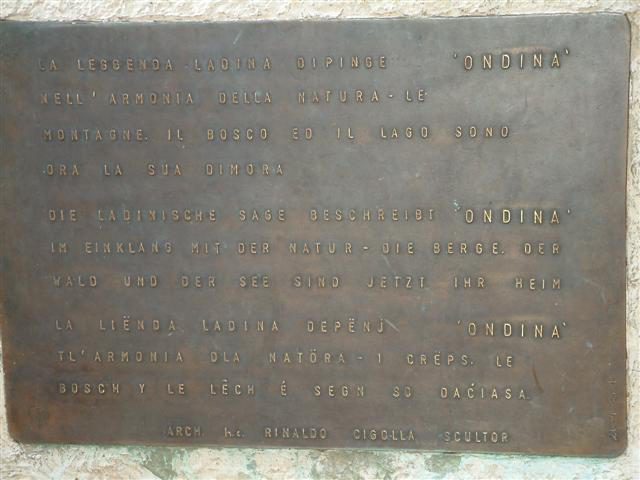 LA LEGGENDA LADINA DIPINGE "ONDINA"
NELL'ARMONIA DELLA NATURA - LE
MONTAGNE. IL BOSCO ED IL LAGO SONO
ORA LA SUA DIMORA
DIE LADINISCHE SAGE BESCHREIBT "ONDINA"
IM EINKLANG MIT DER NATUR - DIE BERGE. DER
WALD UND DER SEE SIND JETZT IHR HEIM
LA LIËNDA LADINA DEPËNJ "ONDINA"
TL'ARMONIA DLA NATÖRA - I CRËPS. LE
BOSCH Y LE LÊCH É SEGN SO DAĆIASA.
ARCH. h.c. RINALDO CIGOLLA SCULTOR